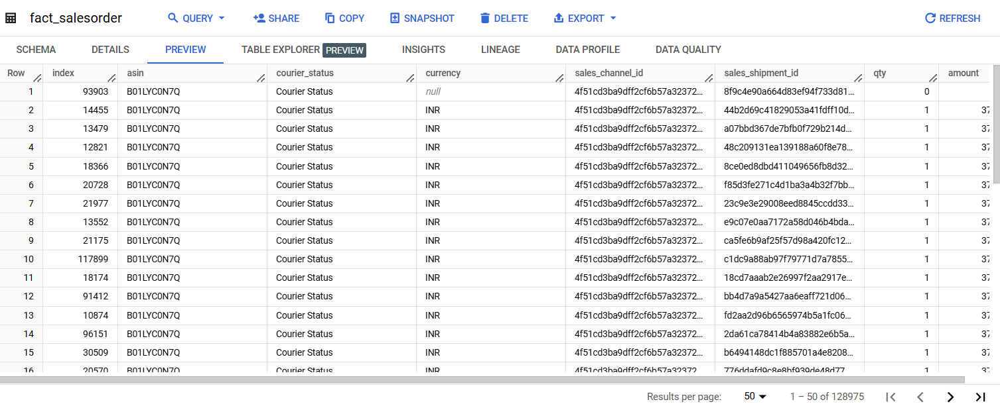 fact_salesorder QUERY SHARE COPY SNAPSHOT DELETE EXPORT REFRESH
SCHEMA DETAILS PREVIEW TABLE EXPLORER PREVIEW INSIGHTS LINEAGE DATA PROFILE DATA QUALITY
Row index asin courier_status currency sales_channel_id sales_shipment_id qty amount
1 93903 B01LYC0N7Q Courier Status null 4f51cd3ba9dff2cf6b57a32372... 8f9c4e90a664d83ef94f733d81... 0
2 14455 B01LYC0N7Q Courier Status INR 4f51cd3ba9dff2cf6b57a32372... 44b2d69c41829053a41fdff10d... 1 37
3 13479 B01LYC0N7Q Courier Status INR 4f51cd3ba9dff2cf6b57a32372... a07bbd367de7bfb0f729b214d... 1 37
4 12821 B01LYC0N7Q Courier Status INR 4f51cd3ba9dff2cf6b57a32372... 48c209131ea139188a60f8e78... 1 37
5 18366 B01LYC0N7Q Courier Status INR 4f51cd3ba9dff2cf6b57a32372... 8ce0ed8dbd411049656fb8d32... 1 37
6 20728 B01LYC0N7Q Courier Status INR 4f51cd3ba9dff2cf6b57a32372... f85d3fe271c4d1ba3a4b32f7bb... 1 37
7 21977 B01LYC0N7Q Courier Status INR 4f51cd3ba9dff2cf6b57a32372... 23c9e3e29008eed8845ccdd33... 1 37
8 13552 B01LYC0N7Q Courier Status INR 4f51cd3ba9dff2cf6b57a32372... e9c07e0aa7172a58d046b4bda... 1 37
9 21175 B01LYC0N7Q Courier Status INR 4f51cd3ba9dff2cf6b57a32372... ca5fe6b9af25f57d98a420fc12... 1 37
10 117899 B01LYC0N7Q Courier Status INR 4f51cd3ba9dff2cf6b57a32372... c1dc9a88ab97f79771d7a7855... 1 37
11 18174 B01LYC0N7Q Courier Status INR 4f51cd3ba9dff2cf6b57a32372... 18cd7aaab2e26997f2aa2917e... 1 37
12 91412 B01LYC0N7Q Courier Status INR 4f51cd3ba9dff2cf6b57a32372... bb4d7a9a5427aa6eaff721d06... 1 37
13 10874 B01LYC0N7Q Courier Status INR 4f51cd3ba9dff2cf6b57a32372... fd2aa2d96b6565974b5a1fc06... 1 37
14 96151 B01LYC0N7Q Courier Status INR 4f51cd3ba9dff2cf6b57a32372... 2da61ca78414b4a83882e6b5a... 1 37
15 30509 B01LYC0N7Q Courier Status INR 4f51cd3ba9dff2cf6b57a32372... b6494148dc1f885701a4e8208... 1 37
16 20570 B01LYC0N7Q Courier Status INR 4f51cd3ba9dff2cf6b57a32372... 776ddafd9c8e8bf939de48d77... 1 37
Results per page: 50 1 – 50 of 128975